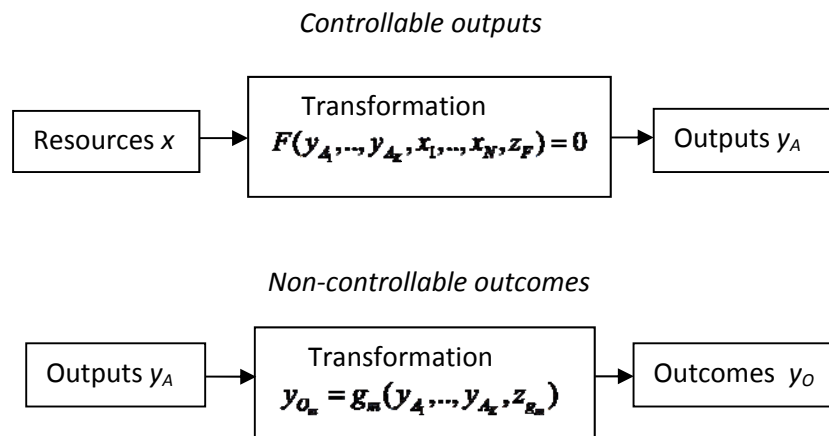 Controllable outputs
Transformation
Resources x
F(y_{A_1},..,y_{A_K},x_1,..,x_N,z_F)=0
Outputs y_A
Non-controllable outcomes
Transformation
Outputs y_A
y_{O_m}=g_m(y_{A_1},..,y_{A_K},z_{g_m})
Outcomes y_O